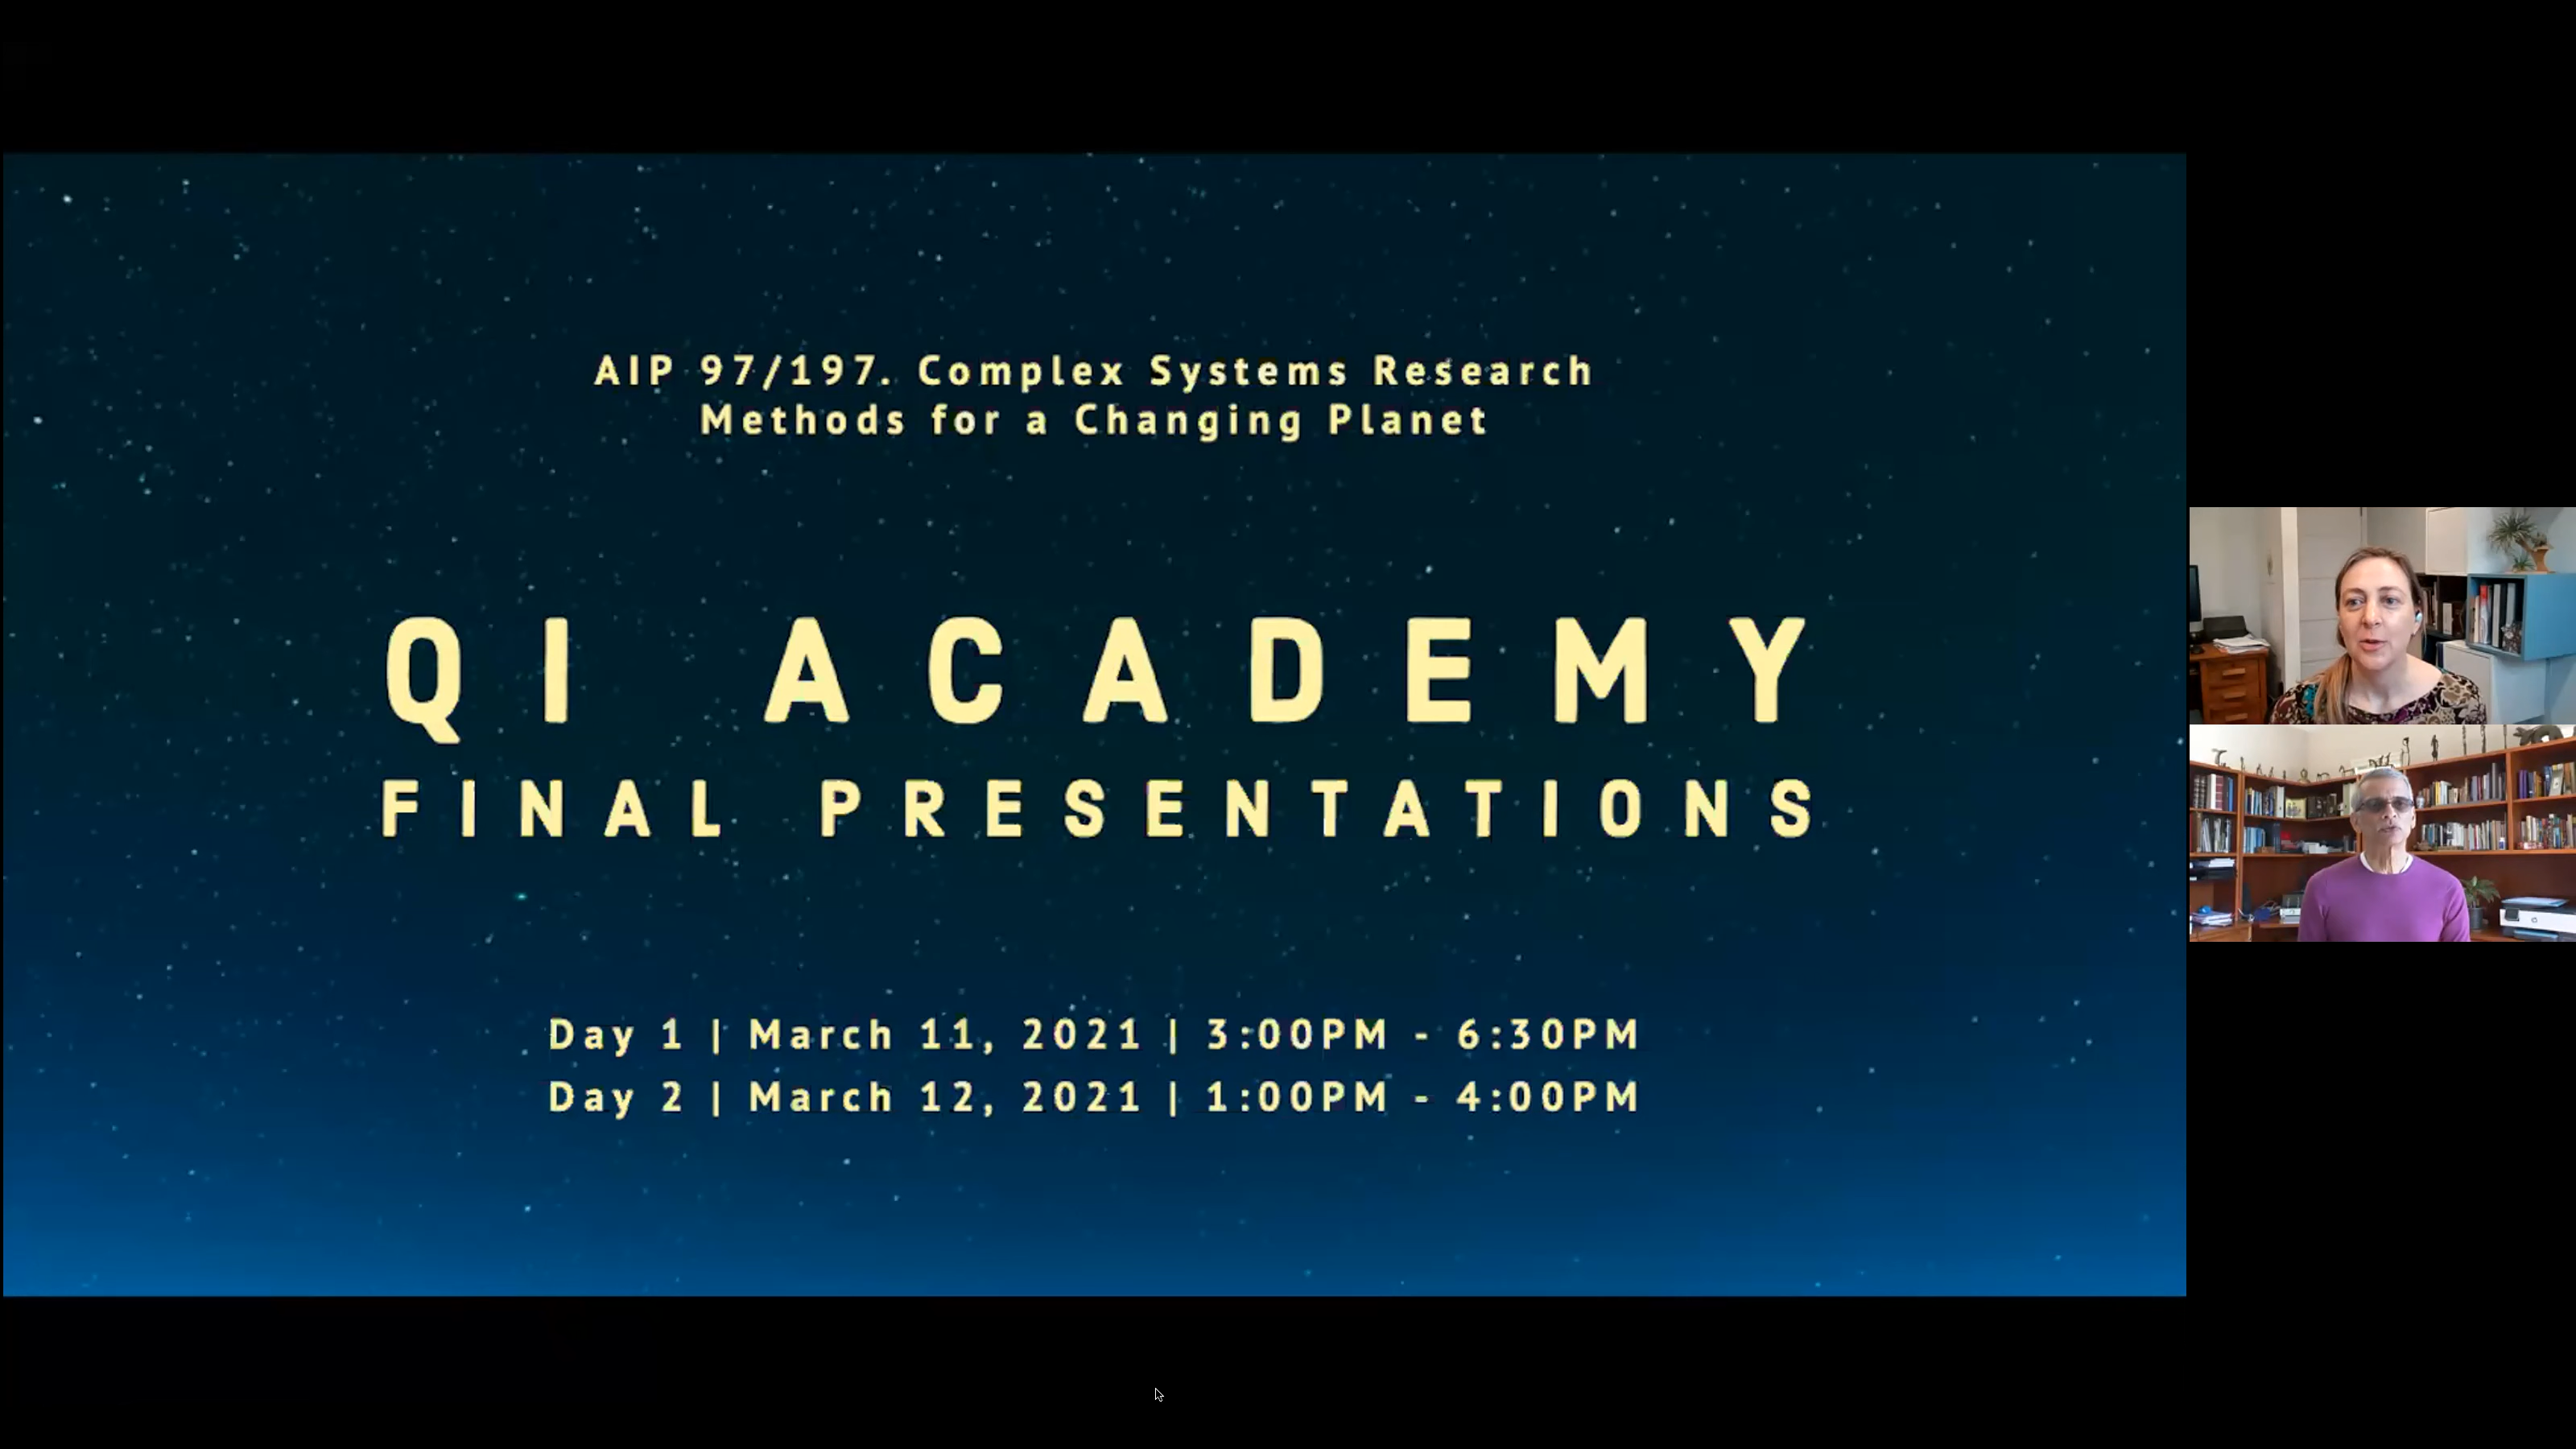 AIP 97/197. Complex Systems Research
Methods for a Changing Planet
QI ACADEMY
FINAL PRESENTATIONS
Day 1 | March 11, 2021 | 3:00PM - 6:30PM
Day 2 | March 12, 2021 | 1:00PM - 4:00PM